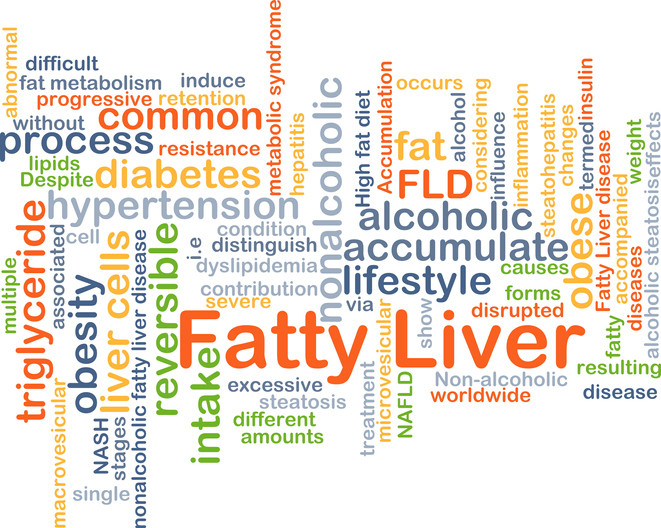 abnormal
difficult
fat metabolism
induce
progressive
retention
without
common
process
resistance
lipids
Despite
diabetes
metabolic syndrome
hepatitis
hypertension
nonalcoholic
High fat diet
Accumulation
occurs
alcohol
considering
fat
FLD
influence
inflammation
steatohepatitis
changes
termed
insulin
Fatty Liver disease
accompanied
weight
diseases
alcoholic steatosis
effects
alcoholic
accumulate
obese
lifestyle
causes
forms
disrupted
via
multiple
triglyceride
associated
cell
obesity
liver cells
nonalcoholic fatty liver disease
reversible
i.e
condition
distinguish
dyslipidemia
contribution
severe
Fatty Liver
intake
excessive
steatosis
different
amounts
treatment
microvesicular
NAFLD
show
Non-alcoholic
worldwide
fatty
resulting
disease
macrovesicular
NASH
stages
single